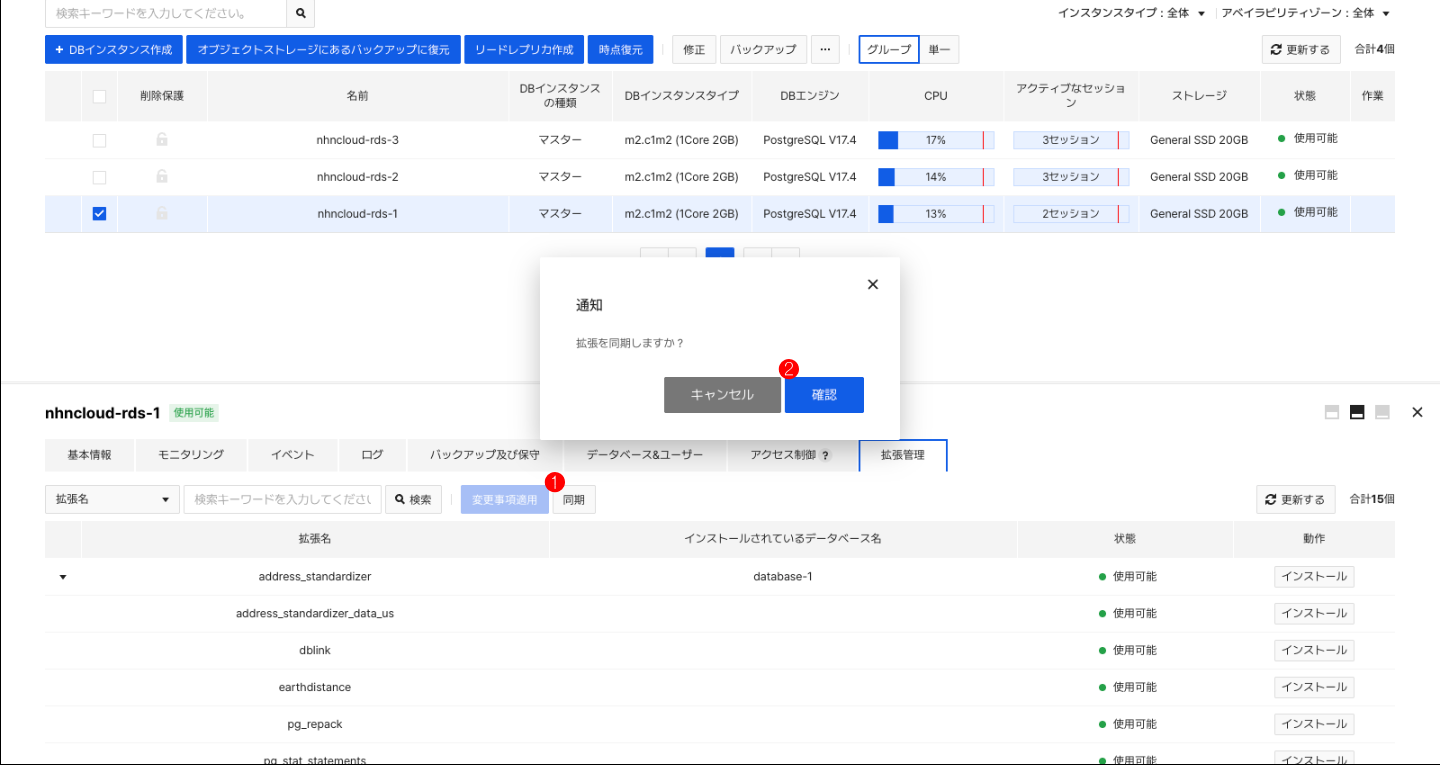 検索キーワードを入力してください。
インスタンスタイプ : 全体 ▼ アベイラビリティゾーン : 全体 ▼
+ DBインスタンス作成 オブジェクトストレージにあるバックアップに復元 リードレプリカ作成 時点復元 修正 バックアップ ... グループ 単一 更新する 合計4個
削除保護 名前 DBインスタンスの種類 DBインスタンスタイプ DBエンジン CPU アクティブなセッション ストレージ 状態 作業
nhncloud-rds-3 マスター m2.c1m2 (1Core 2GB) PostgreSQL V17.4 17% 3セッション General SSD 20GB 使用可能
nhncloud-rds-2 マスター m2.c1m2 (1Core 2GB) PostgreSQL V17.4 14% 3セッション General SSD 20GB 使用可能
nhncloud-rds-1 マスター m2.c1m2 (1Core 2GB) PostgreSQL V17.4 13% 2セッション General SSD 20GB 使用可能
通知
拡張を同期しますか？
2
キャンセル 確認
nhncloud-rds-1 使用可能
基本情報 モニタリング イベント ログ バックアップ及び保守 データベース&ユーザー アクセス制御 ? 拡張管理
1
拡張名 ▼ 検索キーワードを入力してください 検索 変更事項適用 同期 更新する 合計15個
拡張名 インストールされているデータベース名 状態 動作
▼ address_standardizer database-1 使用可能 インストール
address_standardizer_data_us 使用可能 インストール
dblink 使用可能 インストール
earthdistance 使用可能 インストール
pg_repack 使用可能 インストール
pg_stat_statements 使用可能 インストール